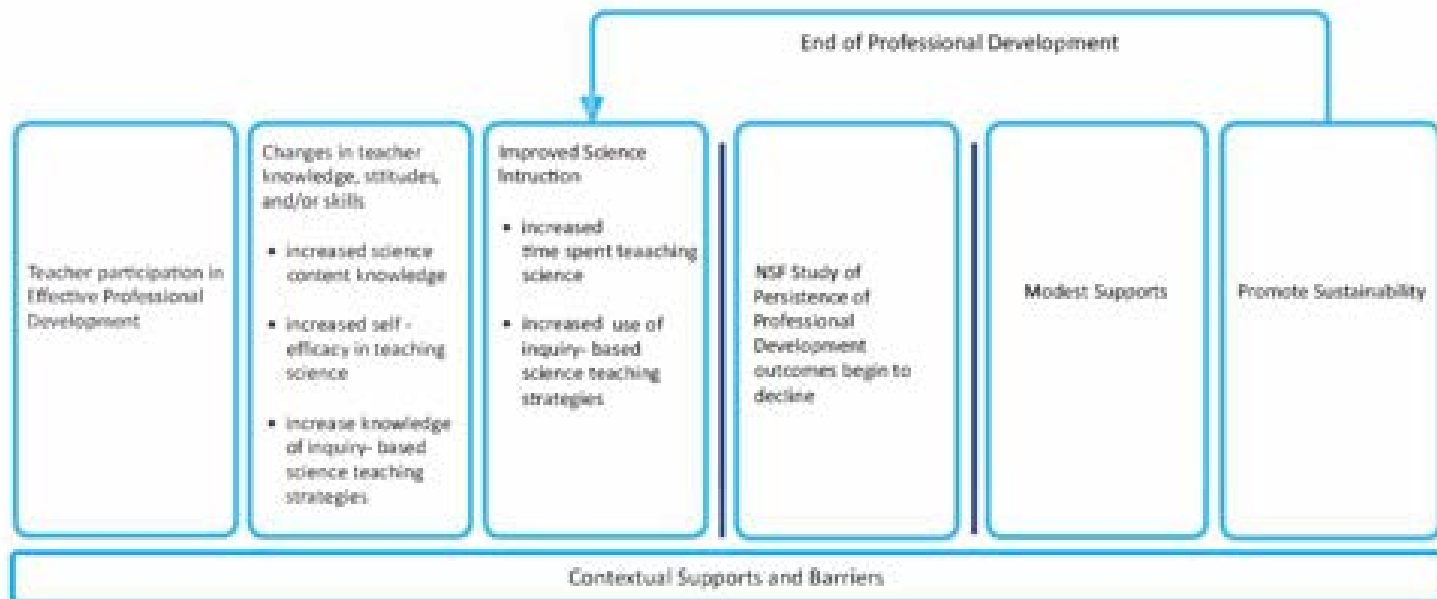 End of Professional Development
Teacher participation in
Effective Professional
Development
Changes in teacher
knowledge, sttitudes,
and/or skills
• increased science
content knowledge
• increased self -
efficacy in teaching
science
• increase knowledge
of inquiry- based
science teaching
strategies
Improved Science
Intruction
• increased
time spent teaaching
science
• increased use of
inquiry- based
science teaching
strategies
NSF Study of
Persistence of
Professional
Development
outcomes begin to
decline
Modest Supports
Promote Sustainability
Contextual Supports and Barriers